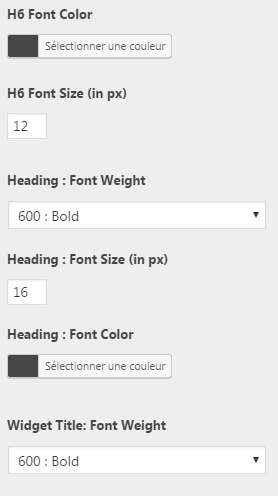 H6 Font Color
Sélectionner une couleur
H6 Font Size (in px)
12
Heading : Font Weight
600 : Bold
Heading : Font Size (in px)
16
Heading : Font Color
Sélectionner une couleur
Widget Title: Font Weight
600 : Bold